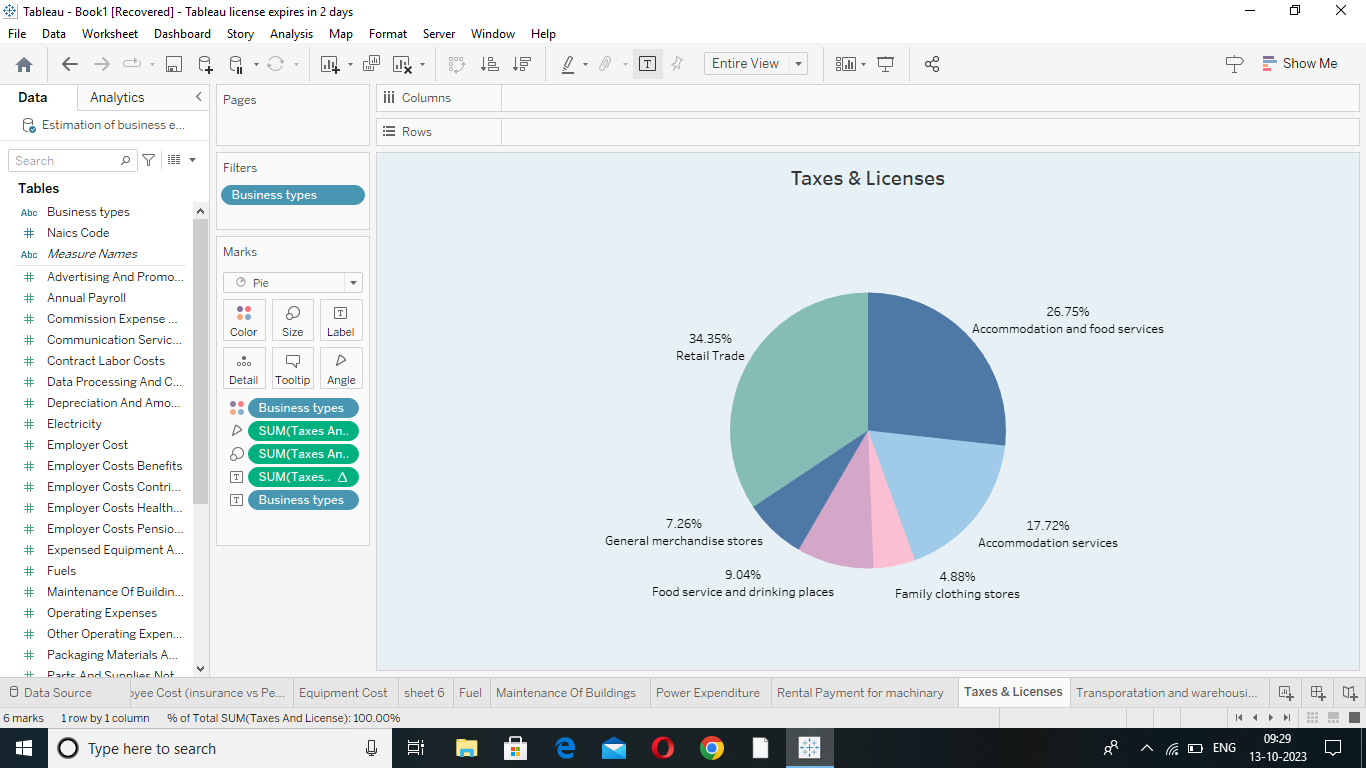 Tableau - Book1 [Recovered] - Tableau license expires in 2 days
File Data Worksheet Dashboard Story Analysis Map Format Server Window Help
Entire View
Show Me
Data Analytics
Estimation of business e...
Search
Tables
Abc Business types
# Naics Code
Abc Measure Names
# Advertising And Promo...
# Annual Payroll
# Commission Expense ...
# Communication Servic...
# Contract Labor Costs
# Data Processing And C...
# Depreciation And Amo...
# Electricity
# Employer Cost
# Employer Costs Benefits
# Employer Costs Contri...
# Employer Costs Health...
# Employer Costs Pensio...
# Expensed Equipment A...
# Fuels
# Maintenance Of Buildin...
# Operating Expenses
# Other Operating Expen...
# Packaging Materials A...
# Parts And Supplies Not
Pages
Filters
Business types
Marks
Pie
Color Size Label
Detail Tooltip Angle
Business types
SUM(Taxes An..
SUM(Taxes An..
SUM(Taxes.. Δ
Business types
Columns
Rows
Taxes & Licenses
26.75%
Accommodation and food services
34.35%
Retail Trade
7.26%
General merchandise stores
17.72%
Accommodation services
9.04%
Food service and drinking places
4.88%
Family clothing stores
Data Source yee Cost (insurance vs Pe... Equipment Cost sheet 6 Fuel Maintenance Of Buildings Power Expenditure Rental Payment for machinary Taxes & Licenses Transporatation and warehousi...
6 marks 1 row by 1 column % of Total SUM(Taxes And License): 100.00%
Type here to search
ENG
09:29
13-10-2023